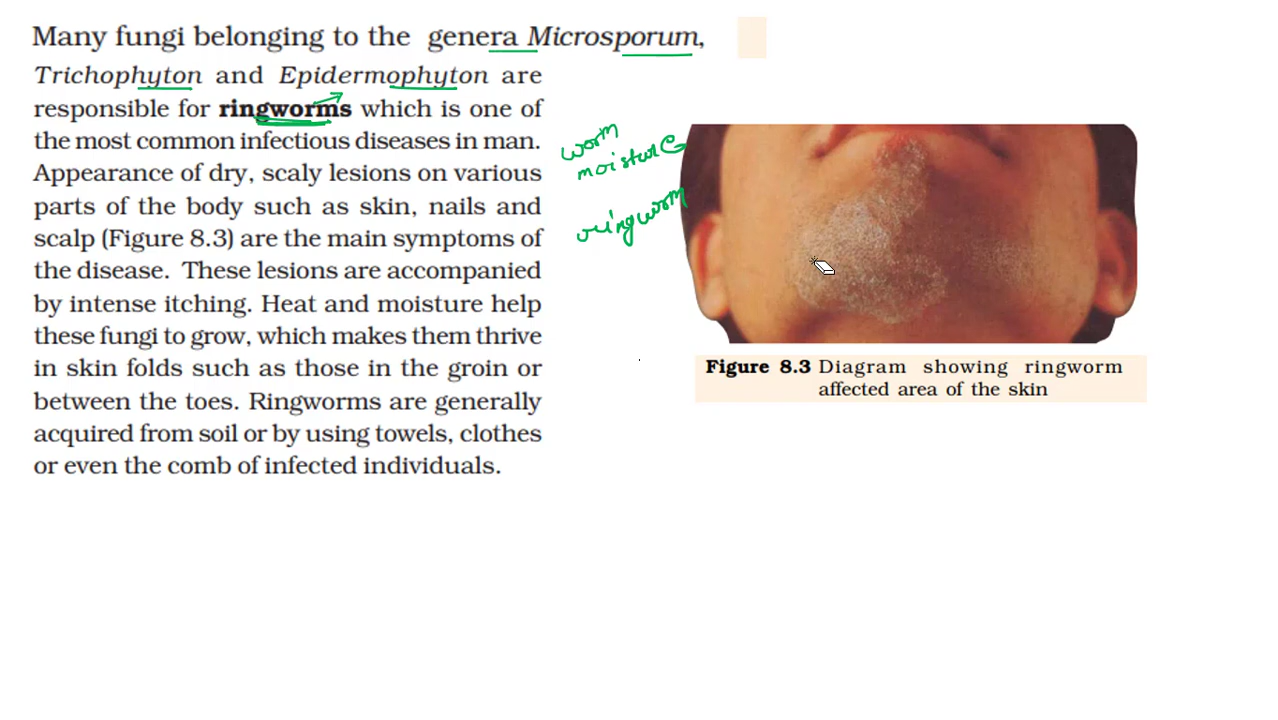 Many fungi belonging to the genera Microsporum,
Trichophyton and Epidermophyton are
responsible for ringworms which is one of
the most common infectious diseases in man.
Appearance of dry, scaly lesions on various
parts of the body such as skin, nails and
scalp (Figure 8.3) are the main symptoms of
the disease. These lesions are accompanied
by intense itching. Heat and moisture help
these fungi to grow, which makes them thrive
in skin folds such as those in the groin or
between the toes. Ringworms are generally
acquired from soil or by using towels, clothes
or even the comb of infected individuals.
worm
moisture
ringworm
Figure 8.3 Diagram showing ringworm
affected area of the skin